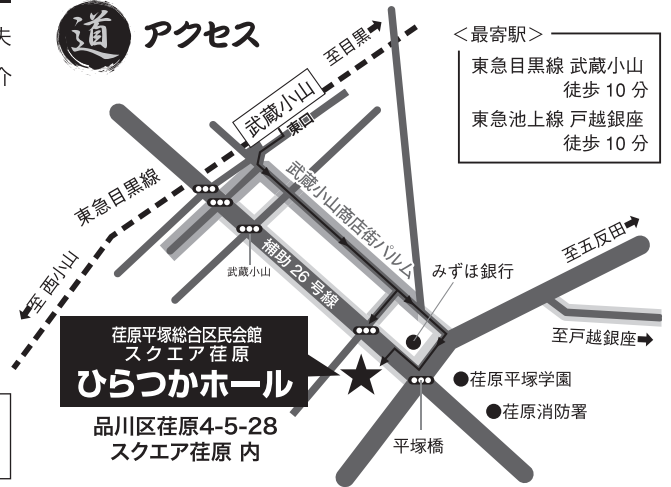 夫
介
道 アクセス
＜最寄駅＞
東急目黒線 武蔵小山
徒歩 10 分
東急池上線 戸越銀座
徒歩 10 分
至目黒
武蔵小山
東口
東急目黒線
武蔵小山商店街パルム
至五反田
至 西小山
武蔵小山
補助 26 号線
みずほ銀行
至戸越銀座
荏原平塚総合区民会館
スクエア荏原
ひらつかホール
荏原平塚学園
荏原消防署
品川区荏原4-5-28
スクエア荏原 内
平塚橋